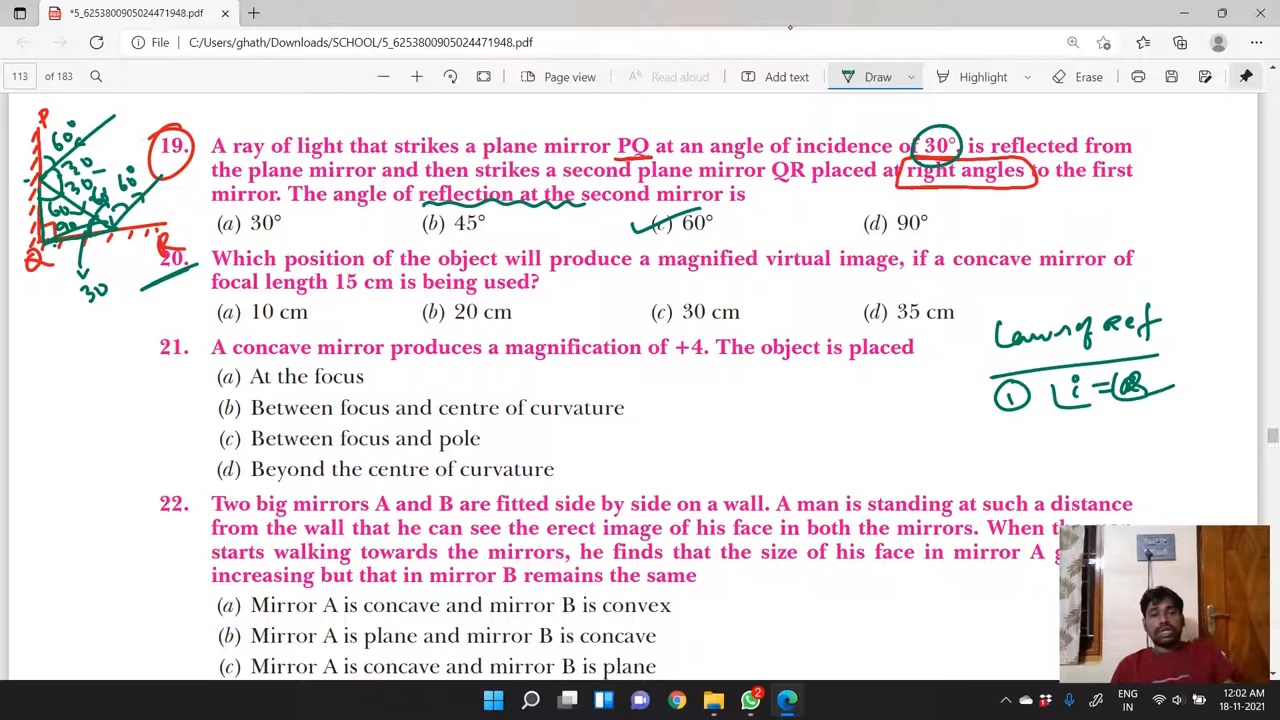 *5_6253800905024471948.pdf
File C:/Users/ghath/Downloads/SCHOOL/5_6253800905024471948.pdf
113 of 183 Page view Read aloud Add text Draw Highlight Erase
19. A ray of light that strikes a plane mirror PQ at an angle of incidence of 30°, is reflected from
the plane mirror and then strikes a second plane mirror QR placed at right angles to the first
mirror. The angle of reflection at the second mirror is
(a) 30° (b) 45° (c) 60° (d) 90°
P
60°
30
30
60
60°
90
Q
R
30
20. Which position of the object will produce a magnified virtual image, if a concave mirror of
focal length 15 cm is being used?
(a) 10 cm (b) 20 cm (c) 30 cm (d) 35 cm
Laws of Ref
① ∠i =
21. A concave mirror produces a magnification of +4. The object is placed
(a) At the focus
(b) Between focus and centre of curvature
(c) Between focus and pole
(d) Beyond the centre of curvature
22. Two big mirrors A and B are fitted side by side on a wall. A man is standing at such a distance
from the wall that he can see the erect image of his face in both the mirrors. When
starts walking towards the mirrors, he finds that the size of his face in mirror A
increasing but that in mirror B remains the same
(a) Mirror A is concave and mirror B is convex
(b) Mirror A is plane and mirror B is concave
(c) Mirror A is concave and mirror B is plane
2
ENG
IN
12:02 AM
18-11-2021